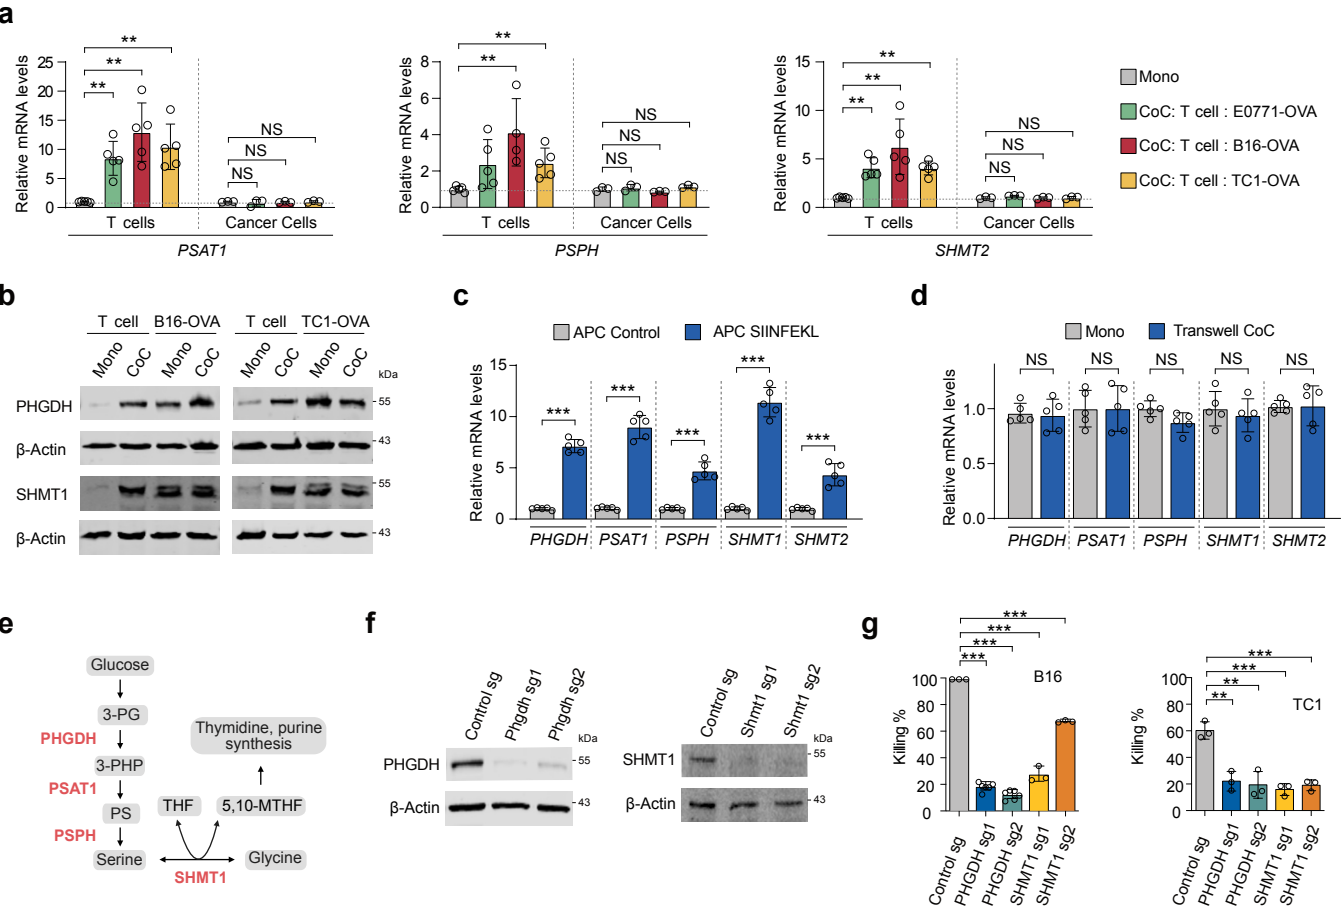 a
Relative mRNA levels
25
20
15
10
5
0
**
**
**
NS
NS
NS
T cells
Cancer Cells
PSAT1
Relative mRNA levels
8
6
4
2
0
**
**
NS
NS
NS
T cells
Cancer Cells
PSPH
Relative mRNA levels
15
10
5
0
**
**
**
NS
NS
NS
T cells
Cancer Cells
SHMT2
Mono
CoC: T cell : E0771-OVA
CoC: T cell : B16-OVA
CoC: T cell : TC1-OVA
b
T cell B16-OVA T cell TC1-OVA
Mono CoC Mono CoC Mono CoC Mono CoC
kDa
PHGDH
55
β-Actin
43
SHMT1
55
β-Actin
43
c
APC Control APC SIINFEKL
Relative mRNA levels
15
10
5
0
***
***
***
***
***
PHGDH PSAT1 PSPH SHMT1 SHMT2
d
Mono Transwell CoC
Relative mRNA levels
1.0
0.5
0.0
NS NS NS NS NS
PHGDH PSAT1 PSPH SHMT1 SHMT2
e
Glucose
3-PG
PHGDH
3-PHP
PSAT1
PS
PSPH
Serine
Thymidine, purine
synthesis
THF
5,10-MTHF
Glycine
SHMT1
f
Control sg
Phgdh sg1
Phgdh sg2
kDa
PHGDH
55
β-Actin
43
Control sg
Shmt1 sg1
Shmt1 sg2
kDa
SHMT1
55
β-Actin
43
g
B16
Killing %
100
80
60
40
20
0
***
***
***
***
Control sg
PHGDH sg1
PHGDH sg2
SHMT1 sg1
SHMT1 sg2
TC1
Killing %
100
80
60
40
20
0
***
***
**
**
Control sg
PHGDH sg1
PHGDH sg2
SHMT1 sg1
SHMT1 sg2